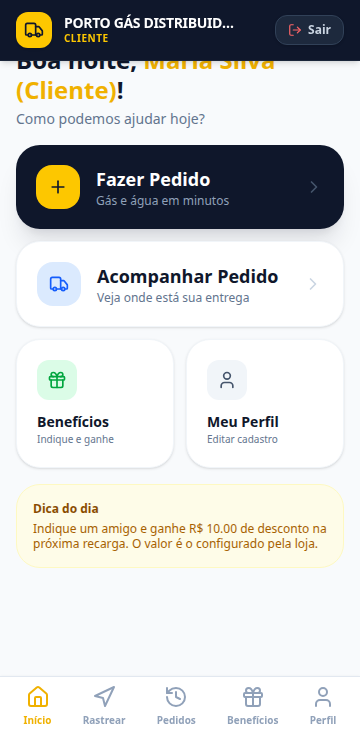 PORTO GÁS DISTRIBUID...
CLIENTE
Sair
Boa noite, Maria Silva
(Cliente)!
Como podemos ajudar hoje?
Fazer Pedido
Gás e água em minutos
Acompanhar Pedido
Veja onde está sua entrega
Benefícios
Indique e ganhe
Meu Perfil
Editar cadastro
Dica do dia
Indique um amigo e ganhe R$ 10.00 de desconto na
próxima recarga. O valor é o configurado pela loja.
Início
Rastrear
Pedidos
Benefícios
Perfil